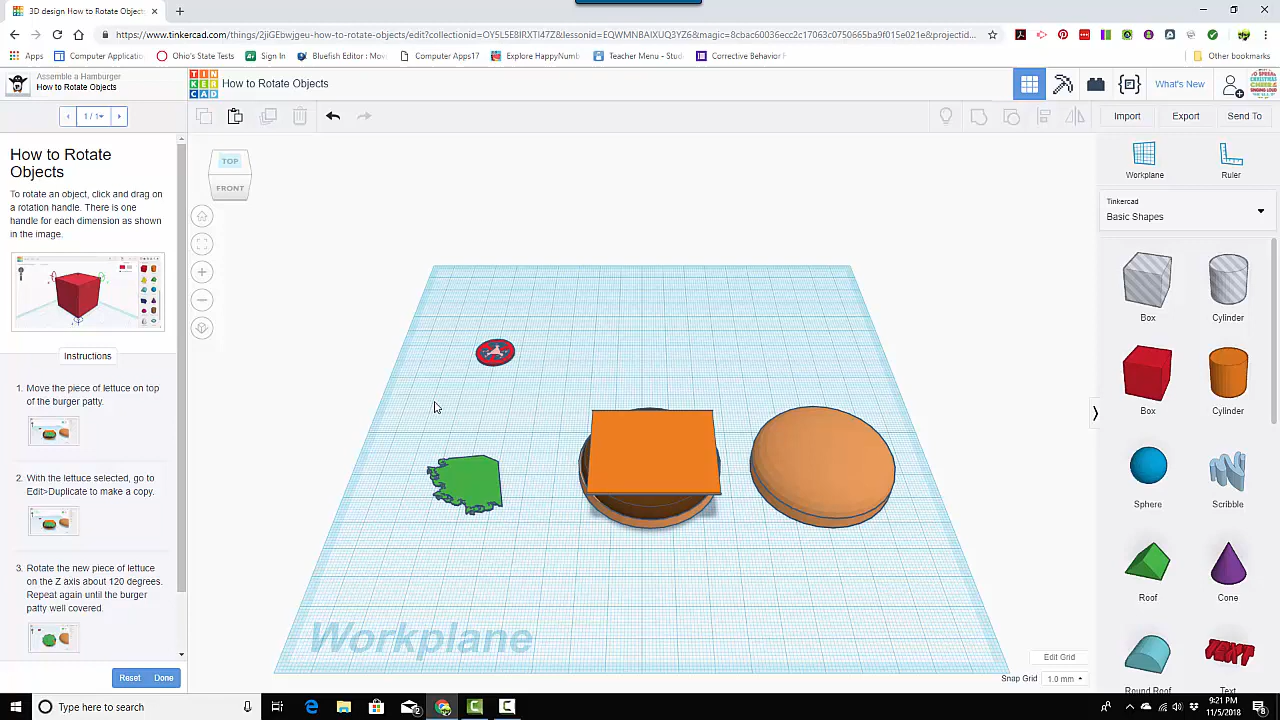 3D design How to Rotate Objects
https://www.tinkercad.com/things/2jIGEbwjgeu-how-to-rotate-objects/edit?collectionid=OY5L5E8IRXTI47Z&lessonid=EQWMNBAIXUQ3YZ6&magic=8cbac60036ecc2c17068c0750665ba9f015e021e&projectid...
Apps
Computer Application
Ohio's State Tests
Sign In
Bluefish Editor : Mov
Computer Apps17
Get Started HappyNumb
Teacher Menu - Stud
Corrective Behavior F
Other bookmarks
Assemble a Hamburger
How to Rotate Objects
TIN
KER
CAD
How to Rotate Objects
What's New
1 / 1
Import
Export
Send To
How to Rotate
Objects
To rotate an object, click and drag
on a rotation handle. There is one
handle for each dimension as shown
in the image.
Instructions
1. Move the piece of lettuce on top
of the burger patty.
2. With the lettuce selected, go to
Edit>Duplicate to make a copy.
3. Rotate the new piece of lettuce
on the Z axis about 120 degrees.
Repeat again until the burger
patty well covered.
Reset
Done
TOP
FRONT
Workplane
Workplane
Ruler
Tinkercad
Basic Shapes
Box
Cylinder
Box
Cylinder
Sphere
Scribble
Roof
Cone
Round Roof
Text
Edit Grid
Snap Grid
1.0 mm
Type here to search
9:21 PM
11/5/2018